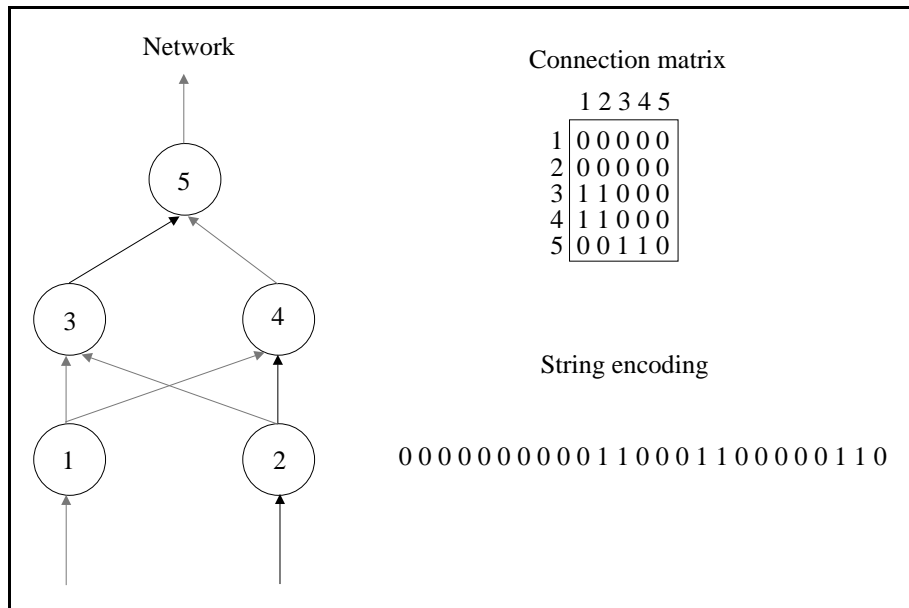 Network
Connection matrix
1 2 3 4 5
1 0 0 0 0 0
2 0 0 0 0 0
3 1 1 0 0 0
4 1 1 0 0 0
5 0 0 1 1 0
5
3 4
String encoding
1 2
0 0 0 0 0 0 0 0 0 0 1 1 0 0 0 1 1 0 0 0 0 0 1 1 0